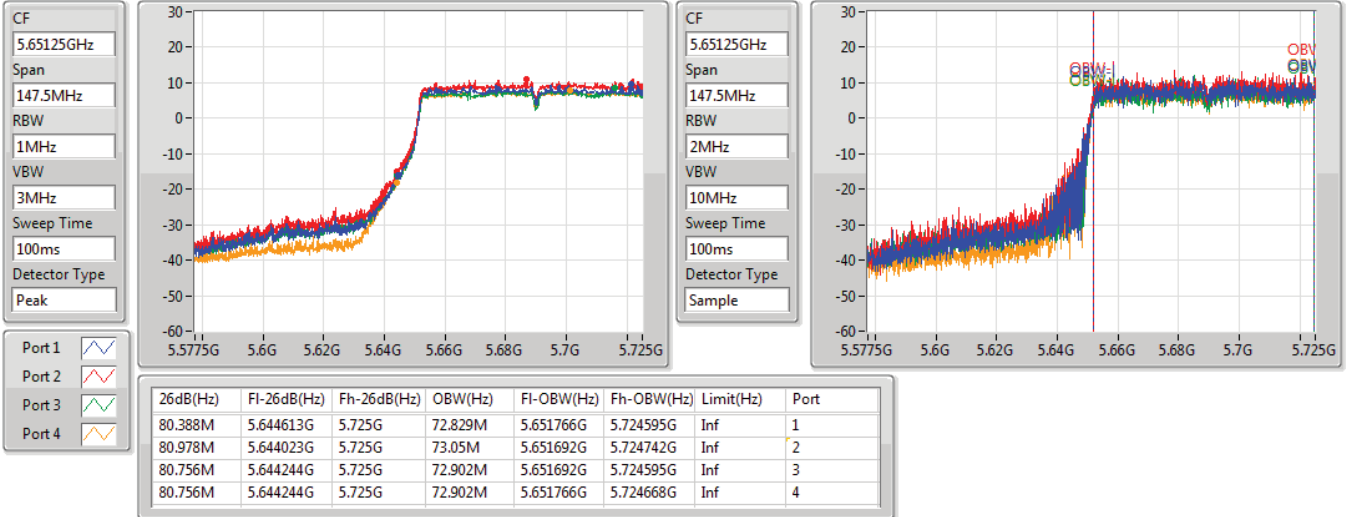 CF
5.65125GHz
Span
147.5MHz
RBW
1MHz
VBW
3MHz
Sweep Time
100ms
Detector Type
Peak
30
20
10
0
-10
-20
-30
-40
-50
-60
5.5775G 5.6G 5.62G 5.64G 5.66G 5.68G 5.7G 5.725G
CF
5.65125GHz
Span
147.5MHz
RBW
2MHz
VBW
10MHz
Sweep Time
100ms
Detector Type
Sample
30
20
10
0
-10
-20
-30
-40
-50
-60
5.5775G 5.6G 5.62G 5.64G 5.66G 5.68G 5.7G 5.725G
Port 1
Port 2
Port 3
Port 4
26dB(Hz) Fl-26dB(Hz) Fh-26dB(Hz) OBW(Hz) Fl-OBW(Hz) Fh-OBW(Hz) Limit(Hz) Port
80.388M 5.644613G 5.725G 72.829M 5.651766G 5.724595G Inf 1
80.978M 5.644023G 5.725G 73.05M 5.651692G 5.724742G Inf 2
80.756M 5.644244G 5.725G 72.902M 5.651692G 5.724595G Inf 3
80.756M 5.644244G 5.725G 72.902M 5.651766G 5.724668G Inf 4